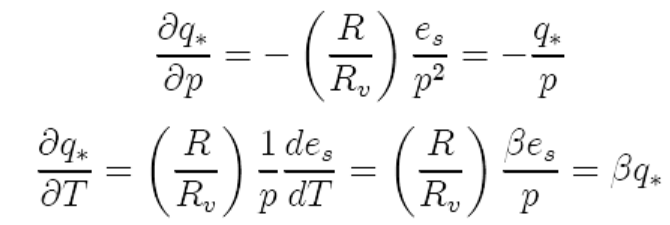 ∂q_*/∂p = −(R/R_v) e_s/p² = −q_*/p
∂q_*/∂T = (R/R_v) 1/p de_s/dT = (R/R_v) βe_s/p = βq_*